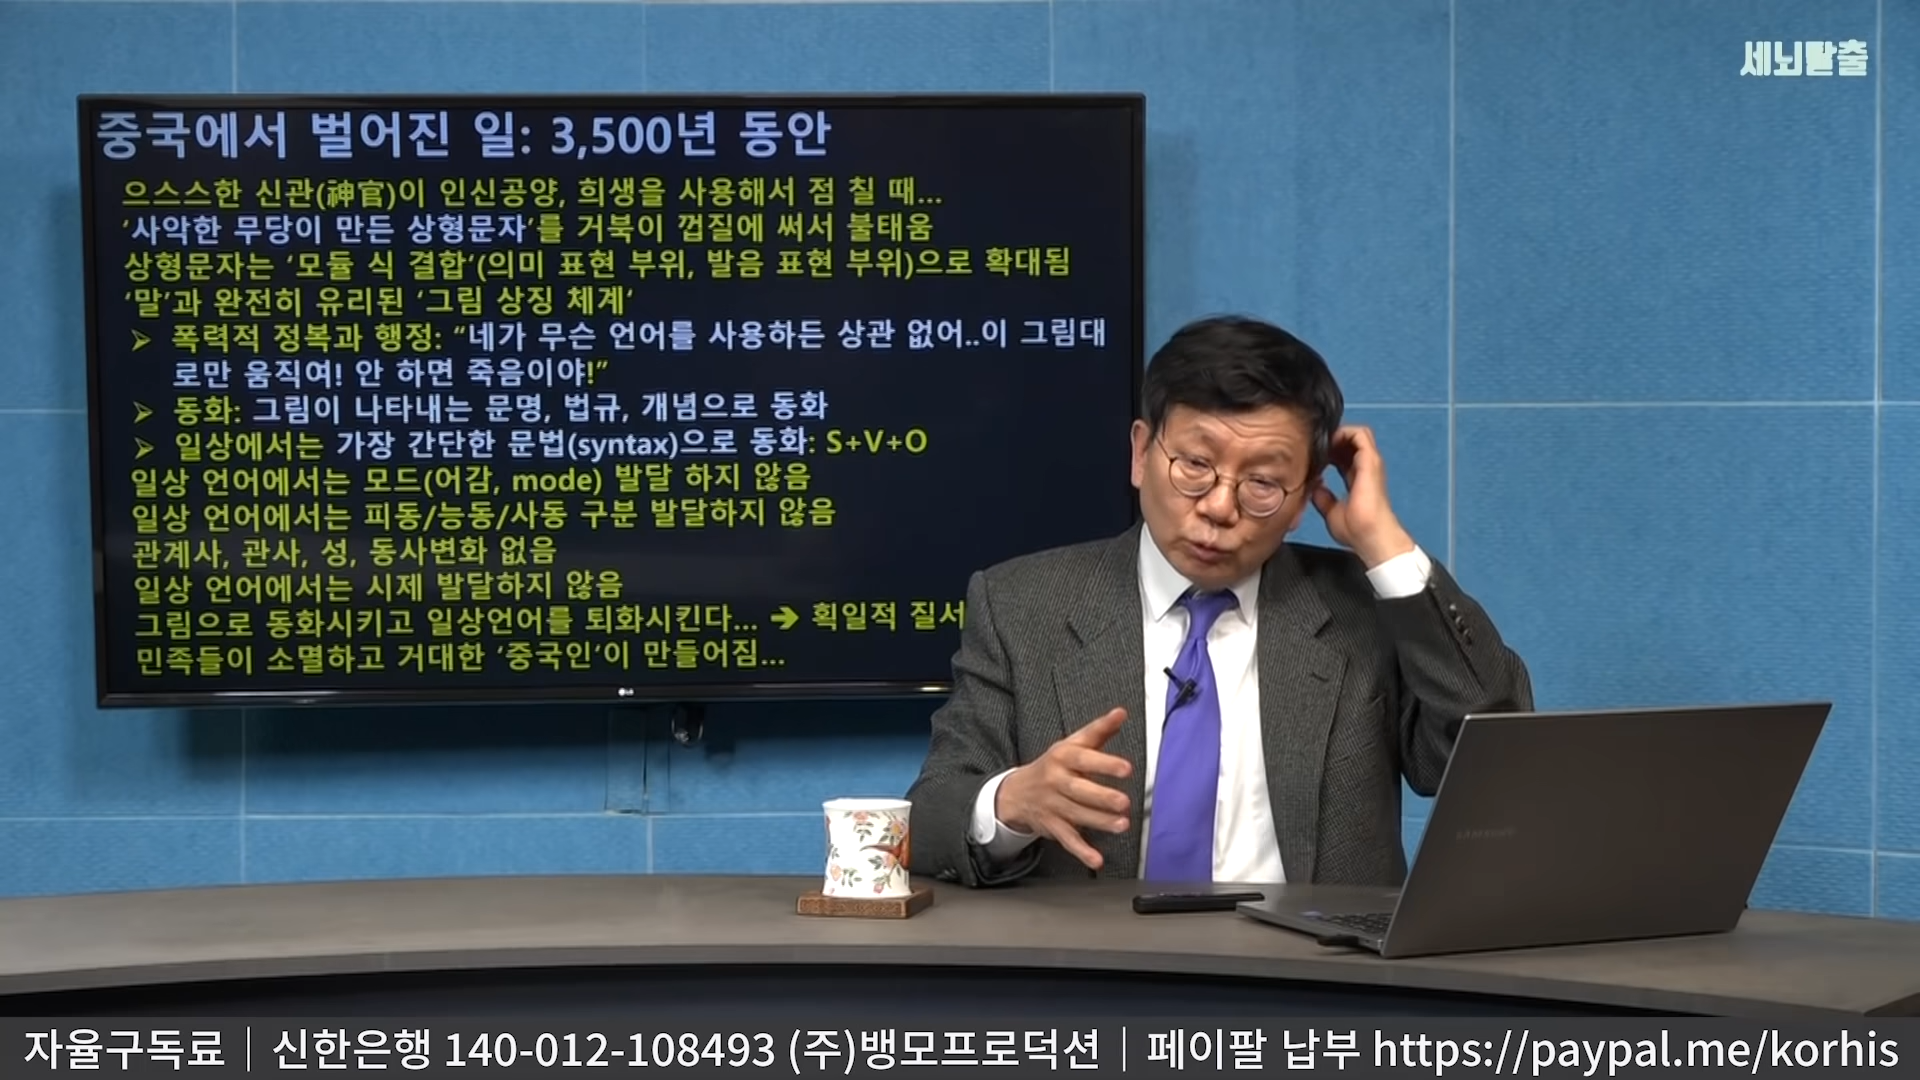 세뇌탈출
중국에서 벌어진 일: 3,500년 동안
으스스한 신관(神官)이 인신공양, 희생을 사용해서 점 칠 때...
‘사악한 무당이 만든 상형문자’를 거북이 껍질에 써서 불태움
상형문자는 ‘모듈 식 결합‘(의미 표현 부위, 발음 표현 부위)으로 확대됨
‘말’과 완전히 유리된 ‘그림 상징 체계‘
➢ 폭력적 정복과 행정: “네가 무슨 언어를 사용하든 상관 없어..이 그림대
로만 움직여! 안 하면 죽음이야!”
➢ 동화: 그림이 나타내는 문명, 법규, 개념으로 동화
➢ 일상에서는 가장 간단한 문법(syntax)으로 동화: S+V+O
일상 언어에서는 모드(어감, mode) 발달 하지 않음
일상 언어에서는 피동/능동/사동 구분 발달하지 않음
관계사, 관사, 성, 동사변화 없음
일상 언어에서는 시제 발달하지 않음
그림으로 동화시키고 일상언어를 퇴화시킨다... ➔ 획일적 질서
민족들이 소멸하고 거대한 ‘중국인’이 만들어짐...
LG
자율구독료｜신한은행 140-012-108493 (주)뱅모프로덕션｜페이팔 납부 https://paypal.me/korhis